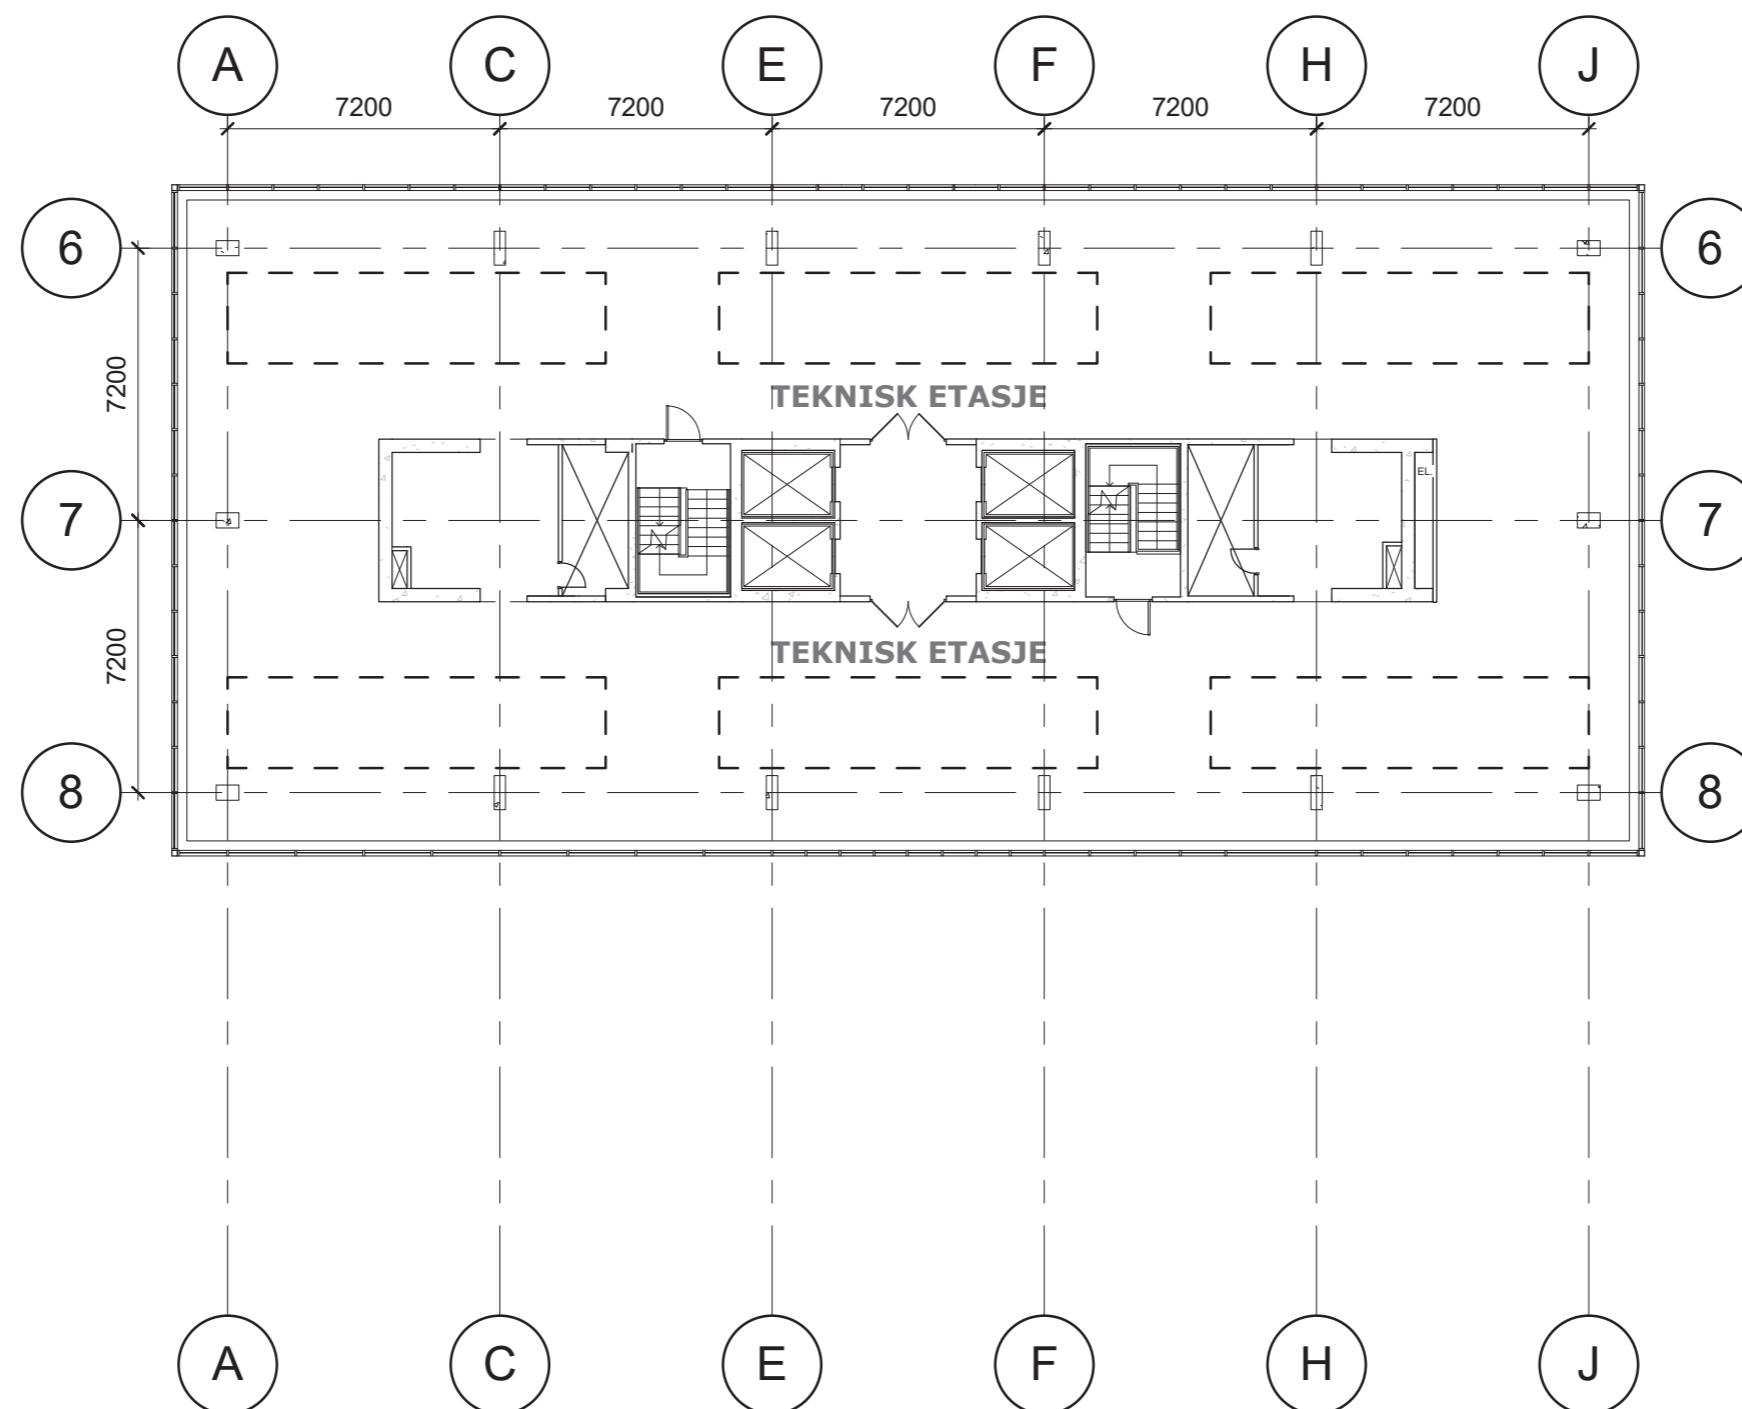 A C E F H J
7200 7200 7200 7200 7200
6 6
7200
TEKNISK ETASJE
EL.
7 7
7200
TEKNISK ETASJE
8 8
A C E F H J